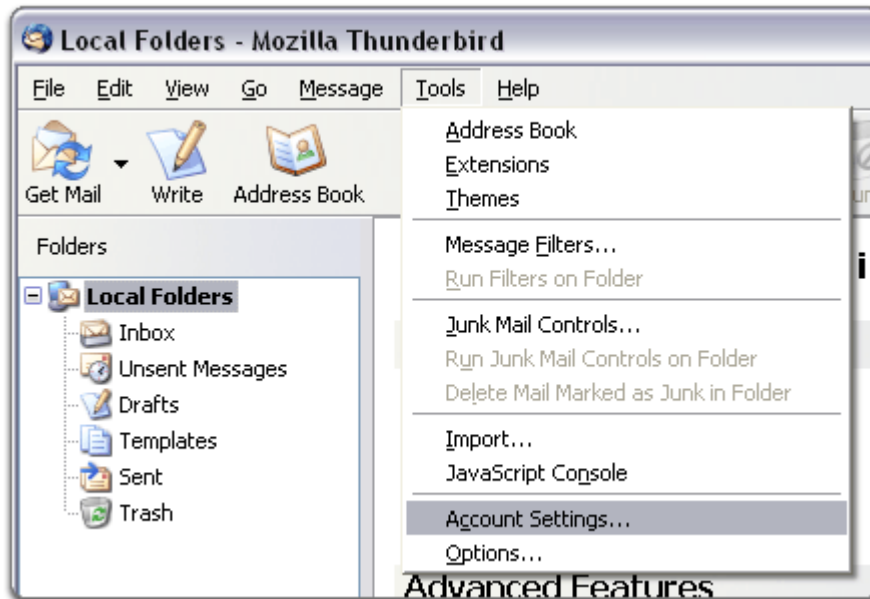 Local Folders - Mozilla Thunderbird
File Edit View Go Message Tools Help
Get Mail Write Address Book
Folders
Local Folders
Inbox
Unsent Messages
Drafts
Templates
Sent
Trash
Address Book
Extensions
Themes
Message Filters...
Run Filters on Folder
Junk Mail Controls...
Run Junk Mail Controls on Folder
Delete Mail Marked as Junk in Folder
Import...
JavaScript Console
Account Settings...
Options...
Advanced Features